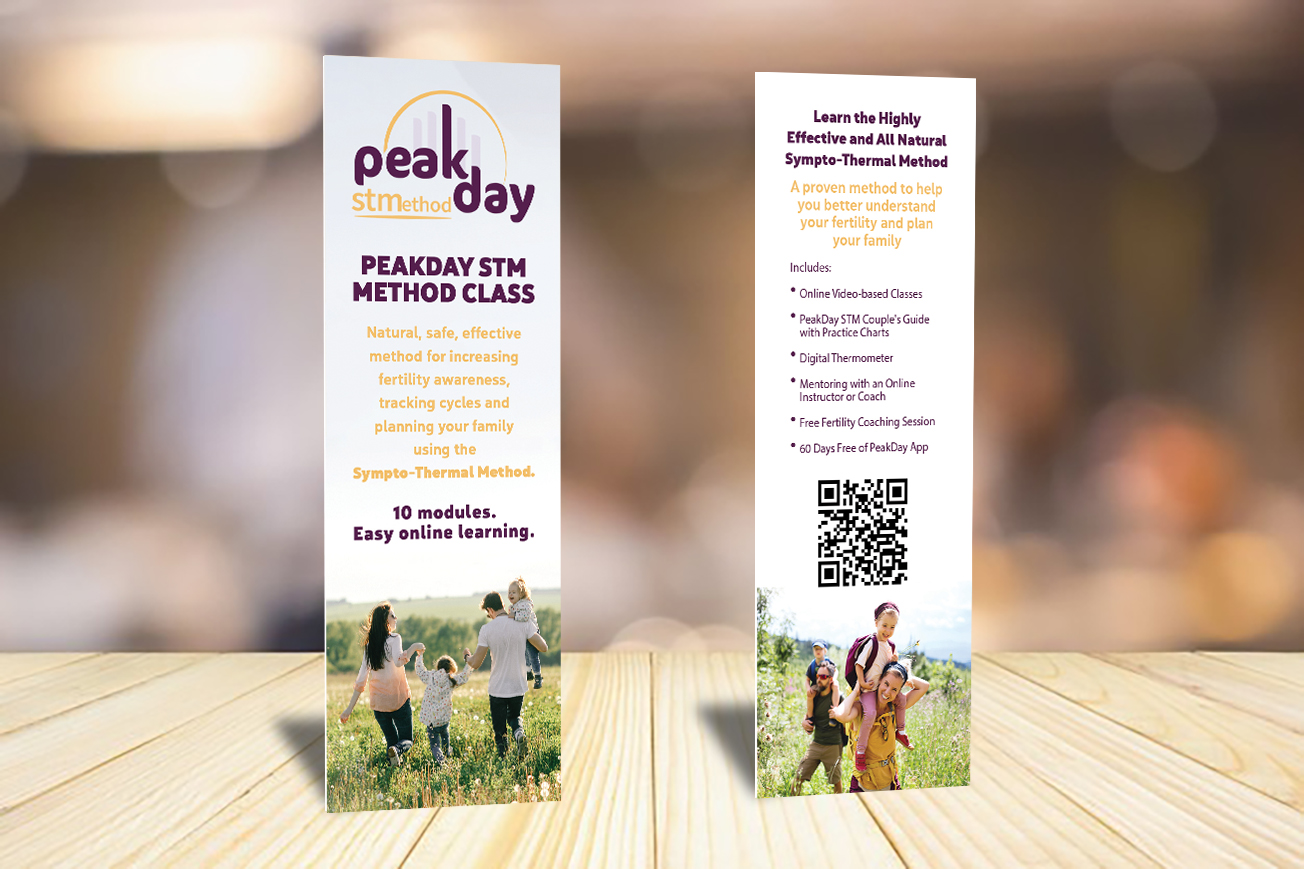 peak
stmethod
day
PEAKDAY STM
METHOD CLASS
Natural, safe, effective
method for increasing
fertility awareness,
tracking cycles and
planning your family
using the
Sympto-Thermal Method.
10 modules.
Easy online learning.
Learn the Highly
Effective and All Natural
Sympto-Thermal Method
A proven method to help
you better understand
your fertility and plan
your family
Includes:
• Online Video-based Classes
• PeakDay STM Couple's Guide
with Practice Charts
• Digital Thermometer
• Mentoring with an Online
Instructor or Coach
• Free Fertility Coaching Session
• 60 Days Free of PeakDay App